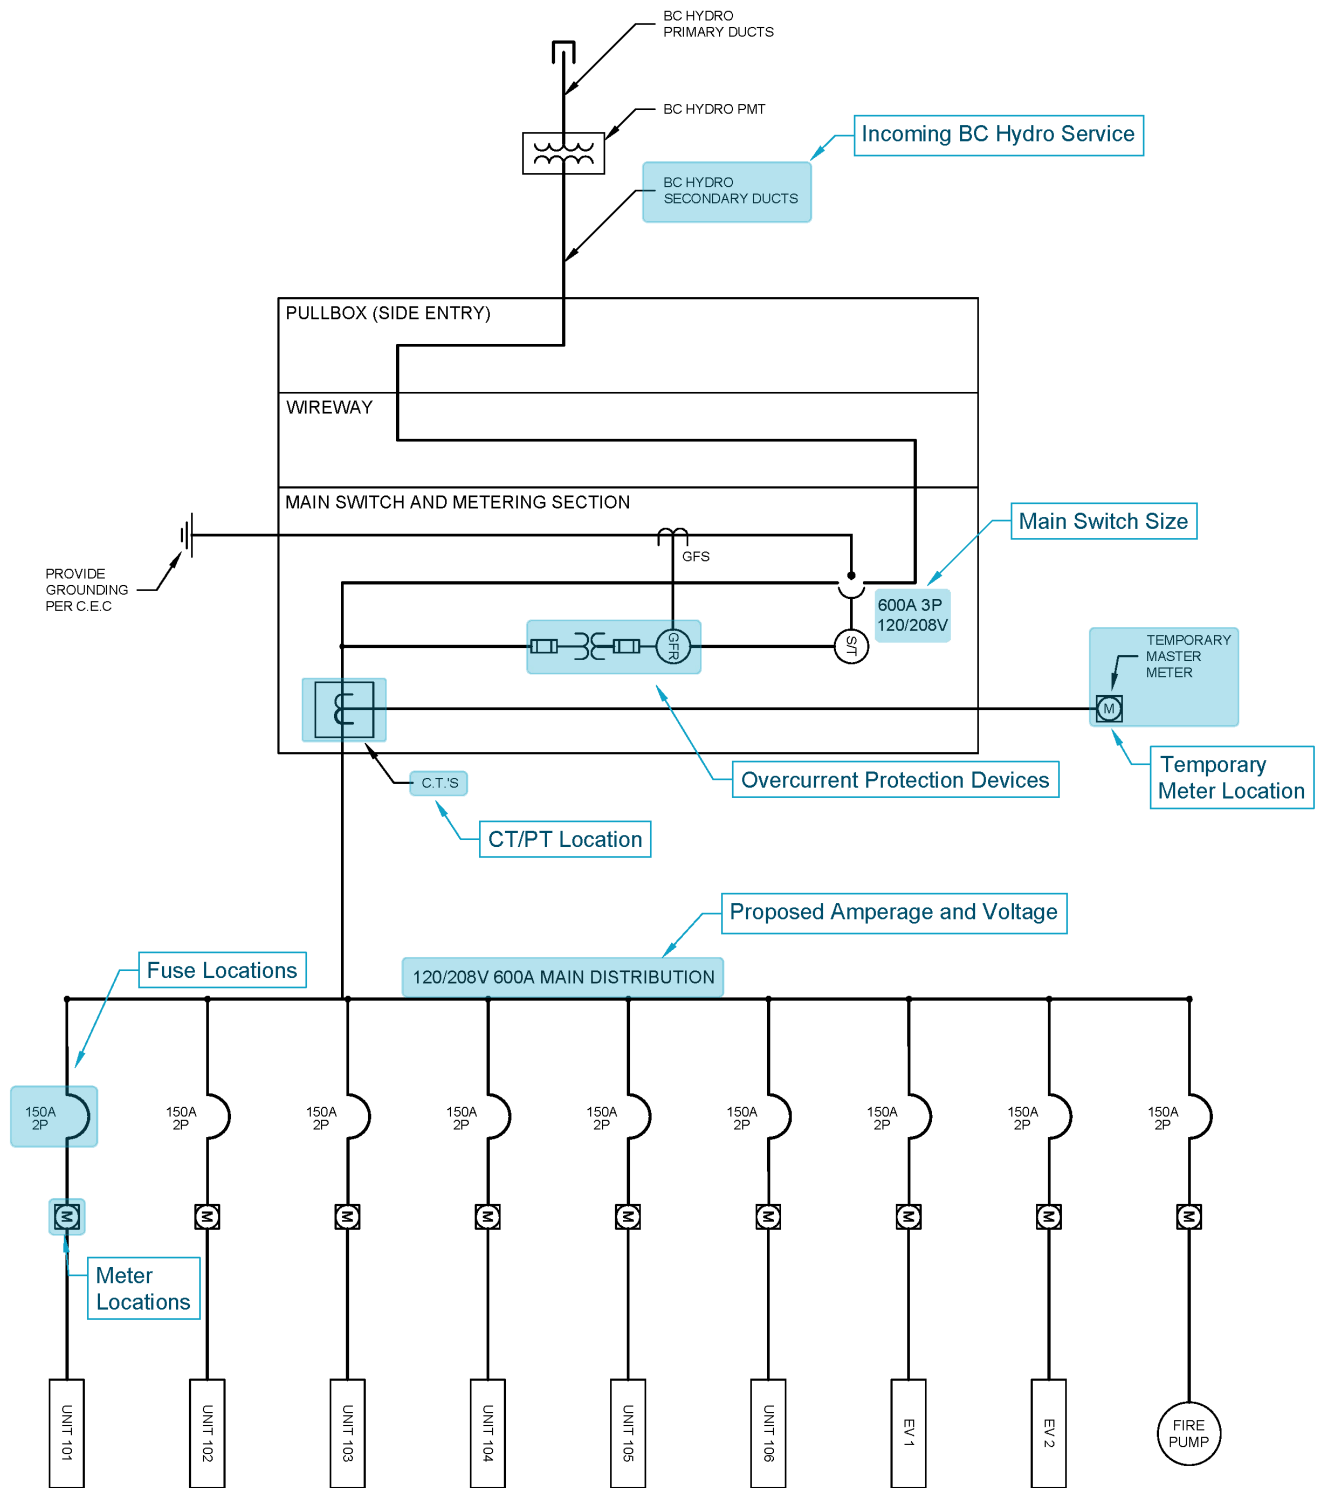 BC HYDRO
PRIMARY DUCTS
BC HYDRO PMT
Incoming BC Hydro Service
BC HYDRO
SECONDARY DUCTS
PULLBOX (SIDE ENTRY)
WIREWAY
MAIN SWITCH AND METERING SECTION
Main Switch Size
GFS
PROVIDE
GROUNDING
PER C.E.C
600A 3P
120/208V
GFR
S/T
TEMPORARY
MASTER
METER
M
Temporary
Meter Location
Overcurrent Protection Devices
C.T.'S
CT/PT Location
Proposed Amperage and Voltage
Fuse Locations
120/208V 600A MAIN DISTRIBUTION
150A
2P
150A
2P
150A
2P
150A
2P
150A
2P
150A
2P
150A
2P
150A
2P
150A
2P
M
M
M
M
M
M
M
M
M
Meter
Locations
UNIT 101
UNIT 102
UNIT 103
UNIT 104
UNIT 105
UNIT 106
EV 1
EV 2
FIRE
PUMP